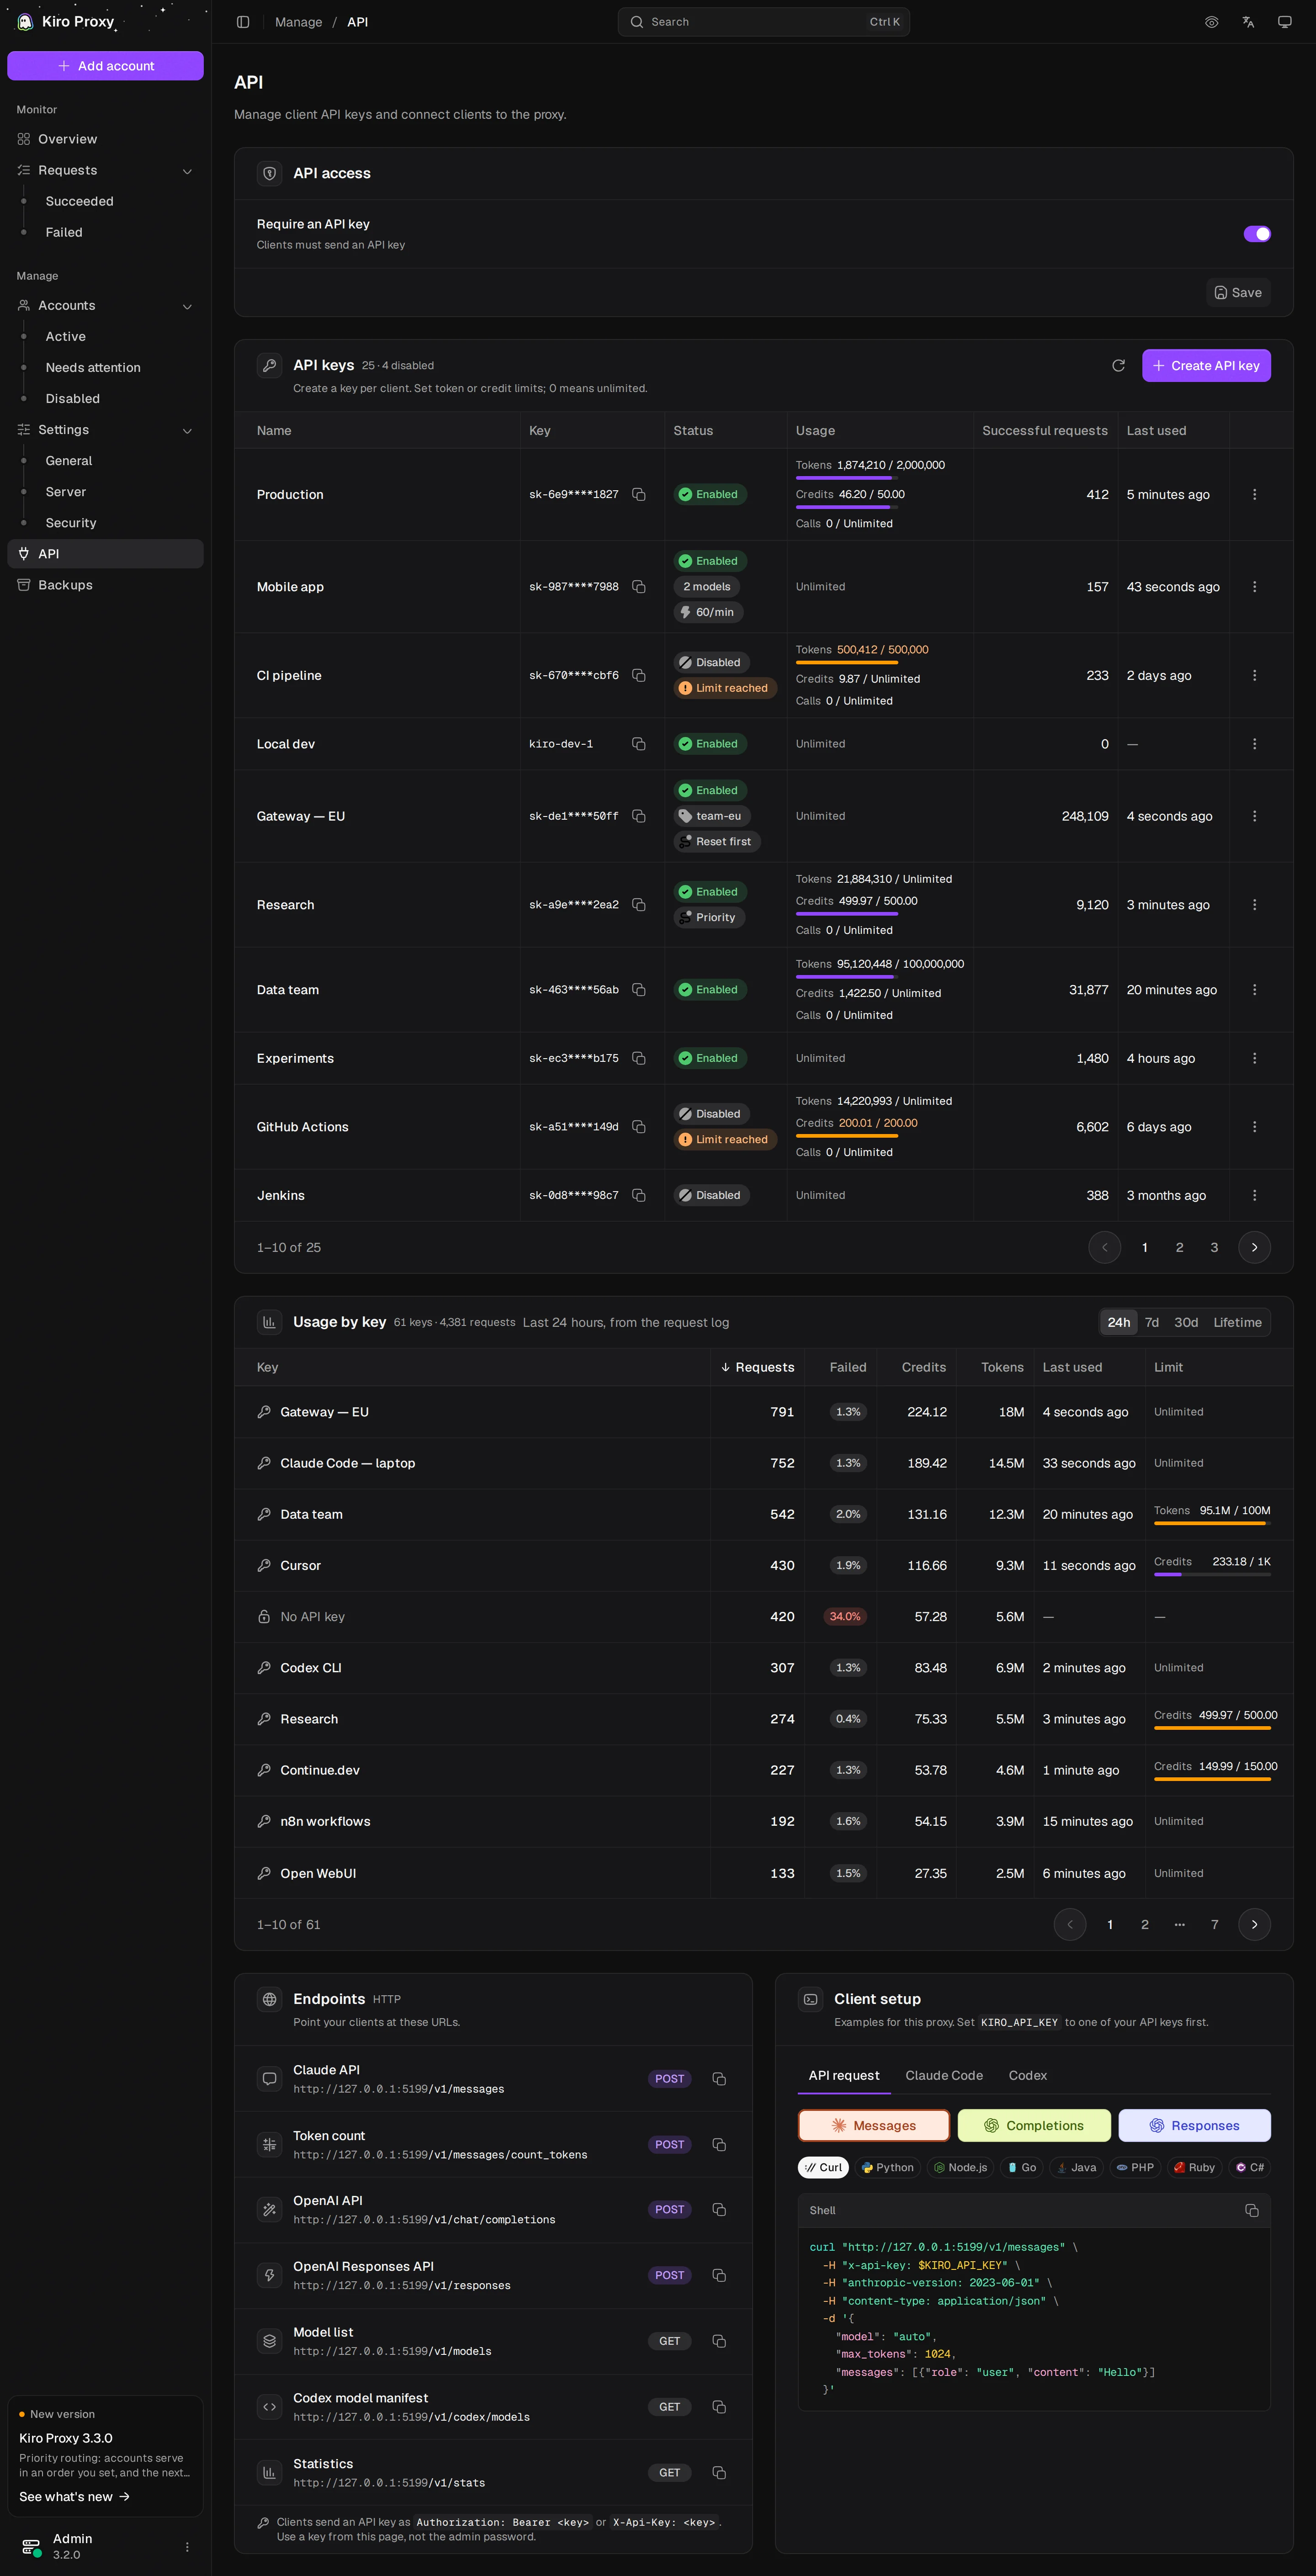 Kiro Proxy
Add account
Monitor
Overview
Requests
Succeeded
Failed
Manage
Accounts
Active
Needs attention
Disabled
Settings
General
Server
Security
API
Backups
New version
Kiro Proxy 3.3.0
Priority routing: accounts serve
in an order you set, and the next...
See what's new →
Admin
3.2.0
Manage / API
Search Ctrl K
API
Manage client API keys and connect clients to the proxy.
API access
Require an API key
Clients must send an API key
Save
API keys 25 · 4 disabled
Create a key per client. Set token or credit limits; 0 means unlimited.
Create API key
Name Key Status Usage Successful requests Last used
Production sk-6e9****1827 Enabled Tokens 1,874,210 / 2,000,000 412 5 minutes ago
Credits 46.20 / 50.00
Calls 0 / Unlimited
Mobile app sk-987****7988 Enabled Unlimited 157 43 seconds ago
2 models
60/min
CI pipeline sk-670****cbf6 Disabled Tokens 500,412 / 500,000 233 2 days ago
Limit reached Credits 9.87 / Unlimited
Calls 0 / Unlimited
Local dev kiro-dev-1 Enabled Unlimited 0 —
Gateway — EU sk-de1****50ff Enabled Unlimited 248,109 4 seconds ago
team-eu
Reset first
Research sk-a9e****2ea2 Enabled Tokens 21,884,310 / Unlimited 9,120 3 minutes ago
Priority Credits 499.97 / 500.00
Calls 0 / Unlimited
Data team sk-463****56ab Enabled Tokens 95,120,448 / 100,000,000 31,877 20 minutes ago
Credits 1,422.50 / Unlimited
Calls 0 / Unlimited
Experiments sk-ec3****b175 Enabled Unlimited 1,480 4 hours ago
GitHub Actions sk-a51****149d Disabled Tokens 14,220,993 / Unlimited 6,602 6 days ago
Limit reached Credits 200.01 / 200.00
Calls 0 / Unlimited
Jenkins sk-0d8****98c7 Disabled Unlimited 388 3 months ago
1–10 of 25 1 2 3
Usage by key 61 keys · 4,381 requests Last 24 hours, from the request log 24h 7d 30d Lifetime
Key ↓ Requests Failed Credits Tokens Last used Limit
Gateway — EU 791 1.3% 224.12 18M 4 seconds ago Unlimited
Claude Code — laptop 752 1.3% 189.42 14.5M 33 seconds ago Unlimited
Data team 542 2.0% 131.16 12.3M 20 minutes ago Tokens 95.1M / 100M
Cursor 430 1.9% 116.66 9.3M 11 seconds ago Credits 233.18 / 1K
No API key 420 34.0% 57.28 5.6M — —
Codex CLI 307 1.3% 83.48 6.9M 2 minutes ago Unlimited
Research 274 0.4% 75.33 5.5M 3 minutes ago Credits 499.97 / 500.00
Continue.dev 227 1.3% 53.78 4.6M 1 minute ago Credits 149.99 / 150.00
n8n workflows 192 1.6% 54.15 3.9M 15 minutes ago Unlimited
Open WebUI 133 1.5% 27.35 2.5M 6 minutes ago Unlimited
1–10 of 61 1 2 ··· 7
Endpoints HTTP
Point your clients at these URLs.
Claude API
http://127.0.0.1:5199/v1/messages POST
Token count
http://127.0.0.1:5199/v1/messages/count_tokens POST
OpenAI API
http://127.0.0.1:5199/v1/chat/completions POST
OpenAI Responses API
http://127.0.0.1:5199/v1/responses POST
Model list
http://127.0.0.1:5199/v1/models GET
Codex model manifest
http://127.0.0.1:5199/v1/codex/models GET
Statistics
http://127.0.0.1:5199/v1/stats GET
Clients send an API key as Authorization: Bearer <key> or X-Api-Key: <key>.
Use a key from this page, not the admin password.
Client setup
Examples for this proxy. Set KIRO_API_KEY to one of your API keys first.
API request Claude Code Codex
Messages Completions Responses
Curl Python Node.js Go Java PHP Ruby C#
Shell
curl "http://127.0.0.1:5199/v1/messages" \
-H "x-api-key: $KIRO_API_KEY" \
-H "anthropic-version: 2023-06-01" \
-H "content-type: application/json" \
-d '{
"model": "auto",
"max_tokens": 1024,
"messages": [{"role": "user", "content": "Hello"}]
}'